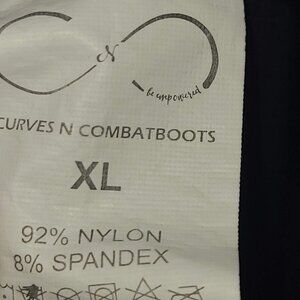 N
be empowered
CURVES N COMBATBOOTS
XL
92% NYLON
8% SPANDEX